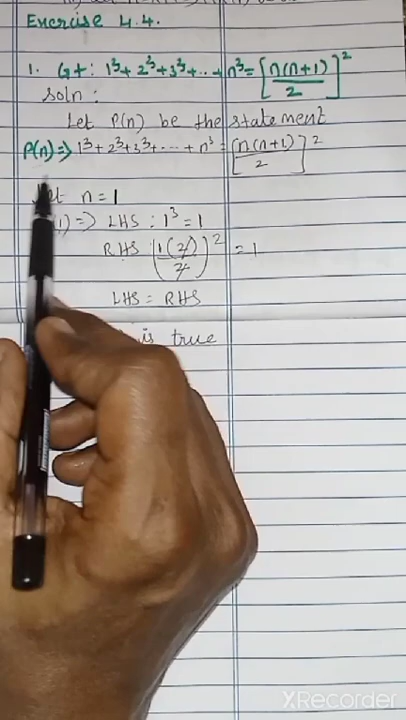 Exercise 4.4.
1. G+: 1³+2³+3³+...+n³=[n(n+1)/2]²
Soln:
Let P(n) be the statement
P(n)=> 1³+2³+3³+...+n³=[n(n+1)/2]²
n=1
1)=> LHS: 1³=1
RHS (1(2)/2)²=1
LHS=RHS
is true
XRecorder